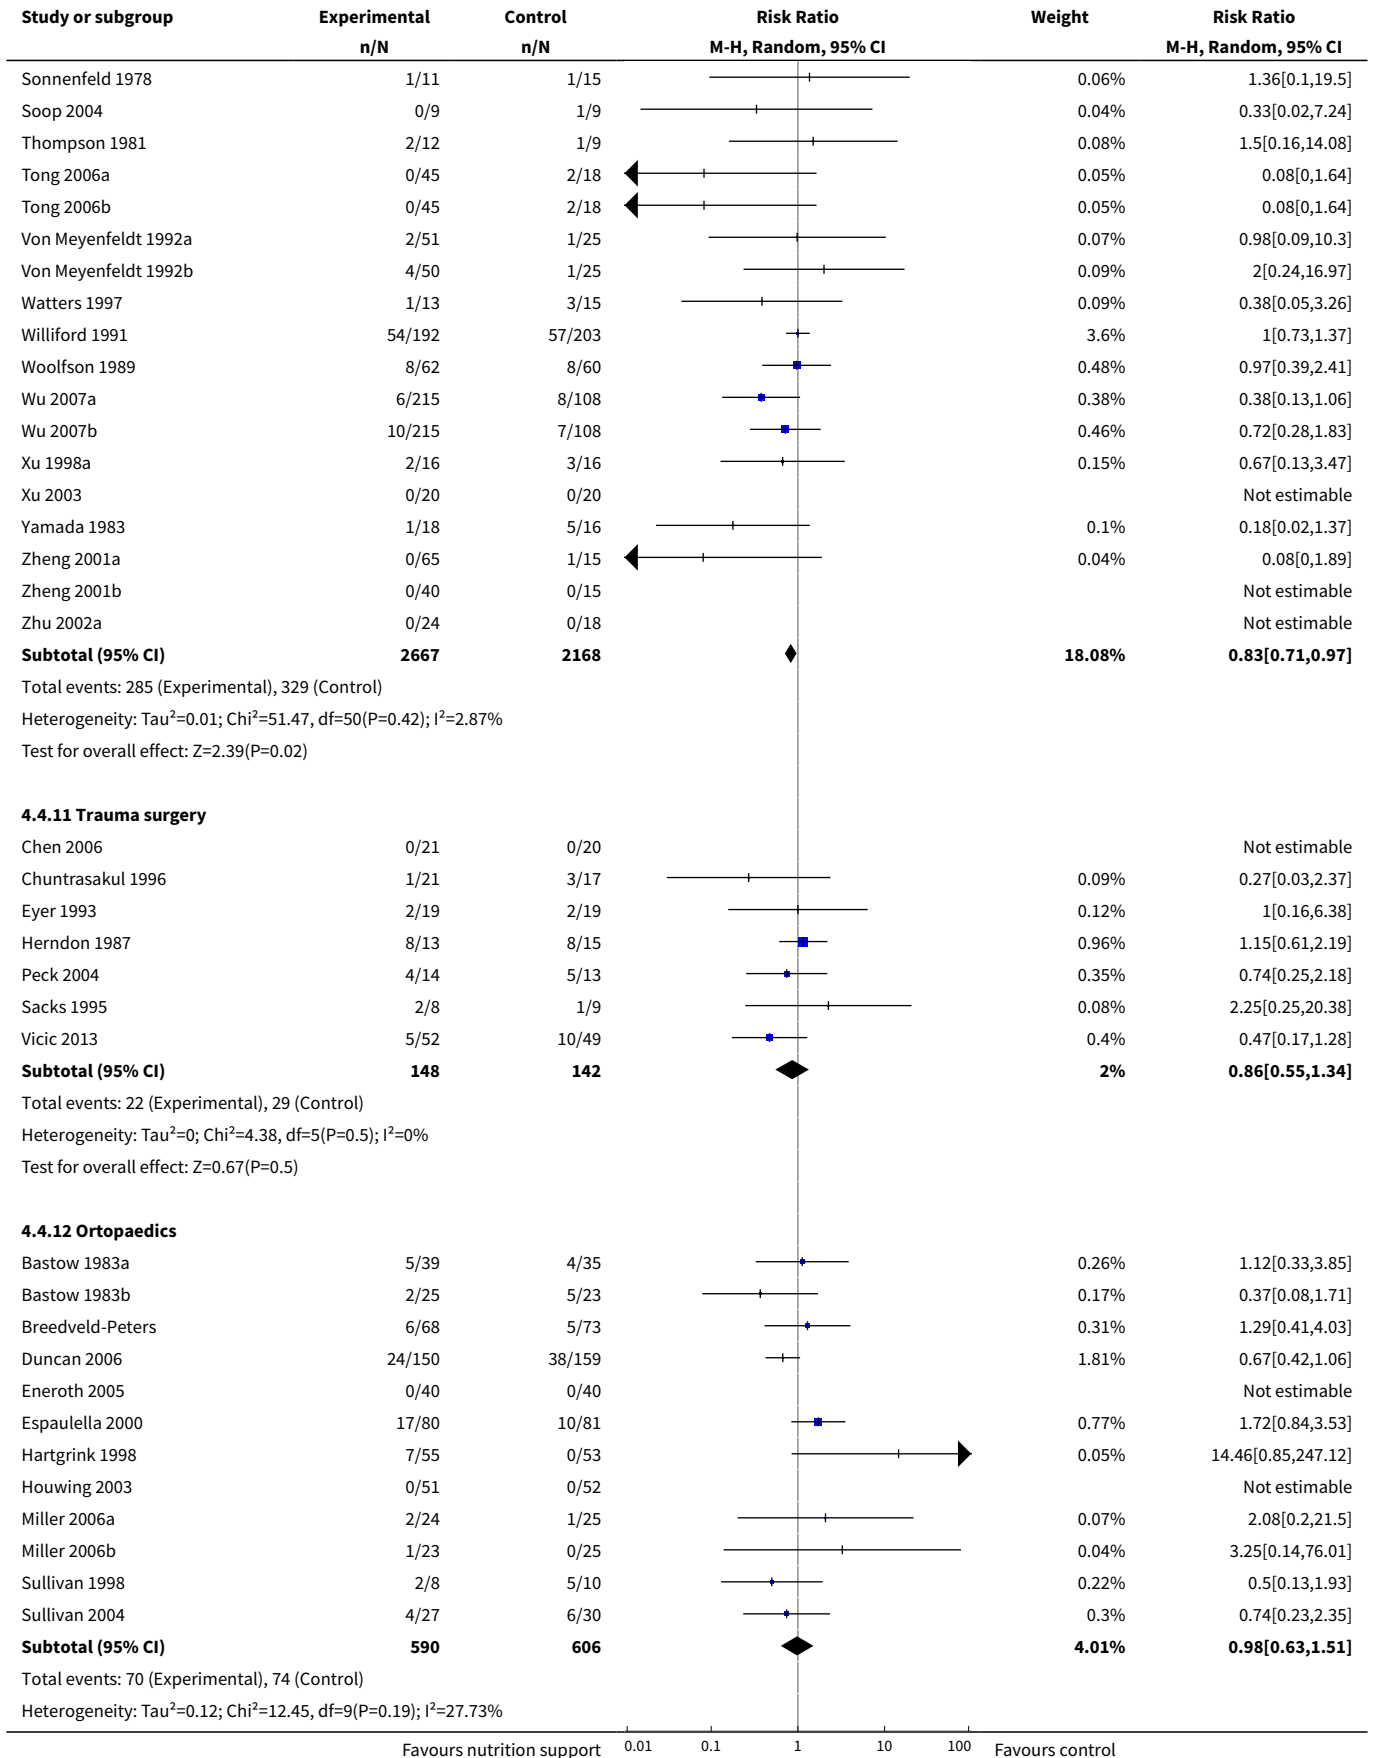 Study or subgroup Experimental Control Risk Ratio Weight Risk Ratio
n/N n/N M-H, Random, 95% CI M-H, Random, 95% CI
Sonnenfeld 1978 1/11 1/15 0.06% 1.36[0.1,19.5]
Soop 2004 0/9 1/9 0.04% 0.33[0.02,7.24]
Thompson 1981 2/12 1/9 0.08% 1.5[0.16,14.08]
Tong 2006a 0/45 2/18 0.05% 0.08[0,1.64]
Tong 2006b 0/45 2/18 0.05% 0.08[0,1.64]
Von Meyenfeldt 1992a 2/51 1/25 0.07% 0.98[0.09,10.3]
Von Meyenfeldt 1992b 4/50 1/25 0.09% 2[0.24,16.97]
Watters 1997 1/13 3/15 0.09% 0.38[0.05,3.26]
Williford 1991 54/192 57/203 3.6% 1[0.73,1.37]
Woolfson 1989 8/62 8/60 0.48% 0.97[0.39,2.41]
Wu 2007a 6/215 8/108 0.38% 0.38[0.13,1.06]
Wu 2007b 10/215 7/108 0.46% 0.72[0.28,1.83]
Xu 1998a 2/16 3/16 0.15% 0.67[0.13,3.47]
Xu 2003 0/20 0/20 Not estimable
Yamada 1983 1/18 5/16 0.1% 0.18[0.02,1.37]
Zheng 2001a 0/65 1/15 0.04% 0.08[0,1.89]
Zheng 2001b 0/40 0/15 Not estimable
Zhu 2002a 0/24 0/18 Not estimable
Subtotal (95% CI) 2667 2168 18.08% 0.83[0.71,0.97]
Total events: 285 (Experimental), 329 (Control)
Heterogeneity: Tau²=0.01; Chi²=51.47, df=50(P=0.42); I²=2.87%
Test for overall effect: Z=2.39(P=0.02)
4.4.11 Trauma surgery
Chen 2006 0/21 0/20 Not estimable
Chuntrasakul 1996 1/21 3/17 0.09% 0.27[0.03,2.37]
Eyer 1993 2/19 2/19 0.12% 1[0.16,6.38]
Herndon 1987 8/13 8/15 0.96% 1.15[0.61,2.19]
Peck 2004 4/14 5/13 0.35% 0.74[0.25,2.18]
Sacks 1995 2/8 1/9 0.08% 2.25[0.25,20.38]
Vicic 2013 5/52 10/49 0.4% 0.47[0.17,1.28]
Subtotal (95% CI) 148 142 2% 0.86[0.55,1.34]
Total events: 22 (Experimental), 29 (Control)
Heterogeneity: Tau²=0; Chi²=4.38, df=5(P=0.5); I²=0%
Test for overall effect: Z=0.67(P=0.5)
4.4.12 Ortopaedics
Bastow 1983a 5/39 4/35 0.26% 1.12[0.33,3.85]
Bastow 1983b 2/25 5/23 0.17% 0.37[0.08,1.71]
Breedveld-Peters 6/68 5/73 0.31% 1.29[0.41,4.03]
Duncan 2006 24/150 38/159 1.81% 0.67[0.42,1.06]
Eneroth 2005 0/40 0/40 Not estimable
Espaulella 2000 17/80 10/81 0.77% 1.72[0.84,3.53]
Hartgrink 1998 7/55 0/53 0.05% 14.46[0.85,247.12]
Houwing 2003 0/51 0/52 Not estimable
Miller 2006a 2/24 1/25 0.07% 2.08[0.2,21.5]
Miller 2006b 1/23 0/25 0.04% 3.25[0.14,76.01]
Sullivan 1998 2/8 5/10 0.22% 0.5[0.13,1.93]
Sullivan 2004 4/27 6/30 0.3% 0.74[0.23,2.35]
Subtotal (95% CI) 590 606 4.01% 0.98[0.63,1.51]
Total events: 70 (Experimental), 74 (Control)
Heterogeneity: Tau²=0.12; Chi²=12.45, df=9(P=0.19); I²=27.73%
Favours nutrition support 0.01 0.1 1 10 100 Favours control